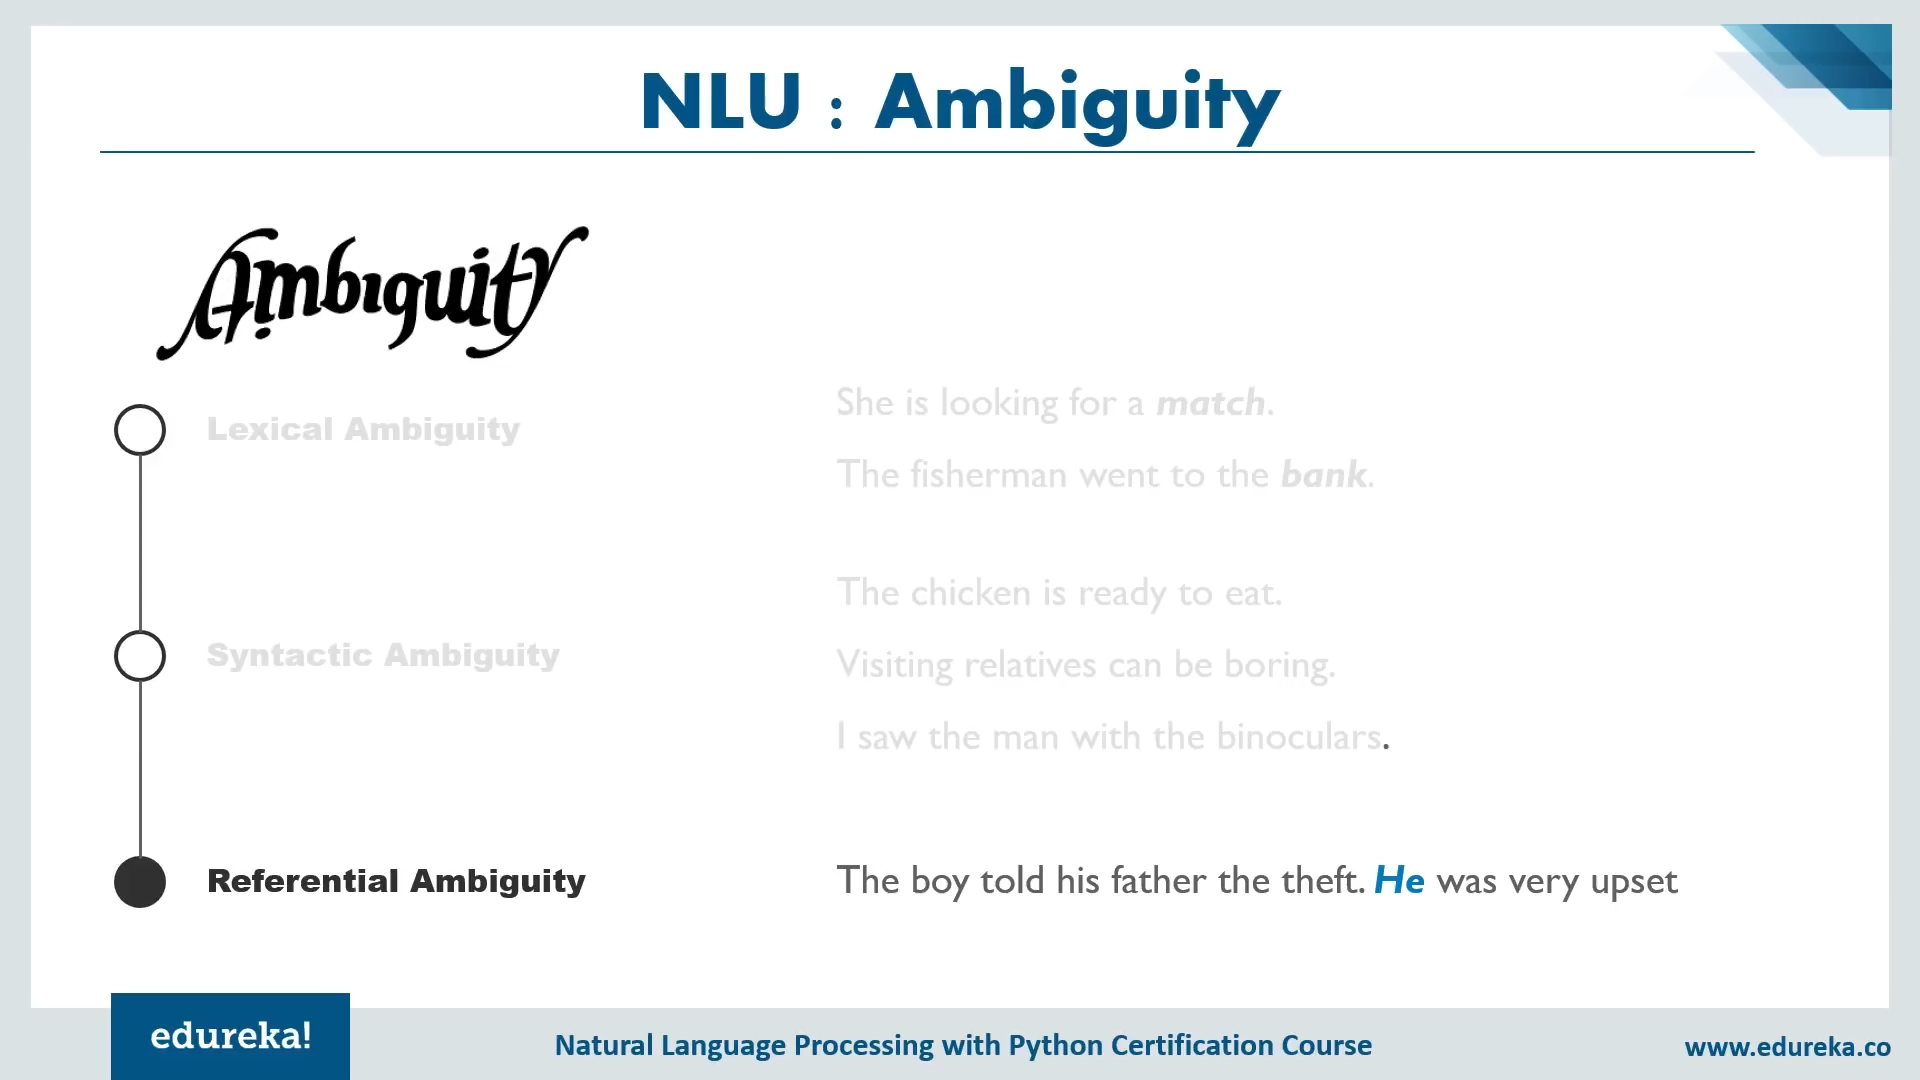 NLU : Ambiguity
Ambiguity
Lexical Ambiguity
She is looking for a match.
The fisherman went to the bank.
Syntactic Ambiguity
The chicken is ready to eat.
Visiting relatives can be boring.
I saw the man with the binoculars.
Referential Ambiguity
The boy told his father the theft. He was very upset
edureka!
Natural Language Processing with Python Certification Course
www.edureka.co